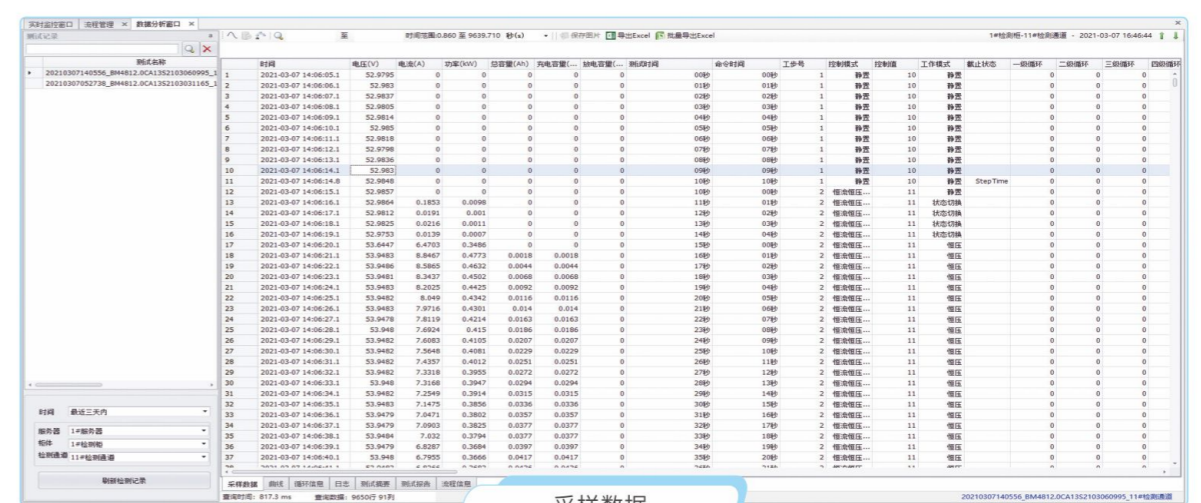 实时监控窗口 流程管理 × 数据分析窗口 ×
测试记录
至 时间范围:0.860 至 9639.710 秒(s) 保存图片 导出Excel 批量导出Excel 1#检测柜-11#检测通道 - 2021-03-07 16:46:44
测试名称
20210307140556_BM4812.0CA13S2103060995_1
20210307052738_BM4812.0CA13S2103031165_1
时间 电压(V) 电流(A) 功率(kW) 总容量(Ah) 充电容量(... 放电容量(... 测试时间 命令时间 工步号 控制模式 控制值 工作模式 截止状态 一级循环 二级循环 三级循环 四级循环
1 2021-03-07 14:06:05.1 52.9795 0 0 0 0 0 00秒 00秒 1 静置 10 静置 0 0 0
2 2021-03-07 14:06:06.1 52.983 0 0 0 0 0 01秒 01秒 1 静置 10 静置 0 0 0
3 2021-03-07 14:06:07.1 52.9837 0 0 0 0 0 02秒 02秒 1 静置 10 静置 0 0 0
4 2021-03-07 14:06:08.1 52.9805 0 0 0 0 0 03秒 03秒 1 静置 10 静置 0 0 0
5 2021-03-07 14:06:09.1 52.9814 0 0 0 0 0 04秒 04秒 1 静置 10 静置 0 0 0
6 2021-03-07 14:06:10.1 52.985 0 0 0 0 0 05秒 05秒 1 静置 10 静置 0 0 0
7 2021-03-07 14:06:11.1 52.9818 0 0 0 0 0 06秒 06秒 1 静置 10 静置 0 0 0
8 2021-03-07 14:06:12.1 52.9798 0 0 0 0 0 07秒 07秒 1 静置 10 静置 0 0 0
9 2021-03-07 14:06:13.1 52.9836 0 0 0 0 0 08秒 08秒 1 静置 10 静置 0 0 0
10 2021-03-07 14:06:14.1 52.983 0 0 0 0 0 09秒 09秒 1 静置 10 静置 0 0 0
11 2021-03-07 14:06:14.8 52.9848 0 0 0 0 0 10秒 10秒 1 静置 10 静置 StepTime 0 0 0
12 2021-03-07 14:06:15.1 52.9857 0 0 0 0 0 10秒 00秒 2 恒流恒压... 11 静置 0 0 0
13 2021-03-07 14:06:16.1 52.9864 0.1853 0.0098 0 0 0 11秒 01秒 2 恒流恒压... 11 状态切换 0 0 0
14 2021-03-07 14:06:17.1 52.9812 0.0191 0.001 0 0 0 12秒 02秒 2 恒流恒压... 11 状态切换 0 0 0
15 2021-03-07 14:06:18.1 52.9825 0.0216 0.0011 0 0 0 13秒 03秒 2 恒流恒压... 11 状态切换 0 0 0
16 2021-03-07 14:06:19.1 52.9753 0.0139 0.0007 0 0 0 14秒 04秒 2 恒流恒压... 11 状态切换 0 0 0
17 2021-03-07 14:06:20.1 53.6447 6.4703 0.3486 0 0 0 15秒 00秒 2 恒流恒压... 11 恒压 0 0 0
18 2021-03-07 14:06:21.1 53.9483 8.8467 0.4773 0.0018 0.0018 0 16秒 01秒 2 恒流恒压... 11 恒压 0 0 0
19 2021-03-07 14:06:22.1 53.9486 8.5865 0.4632 0.0044 0.0044 0 17秒 02秒 2 恒流恒压... 11 恒压 0 0 0
20 2021-03-07 14:06:23.1 53.9481 8.3437 0.4502 0.0068 0.0068 0 18秒 03秒 2 恒流恒压... 11 恒压 0 0 0
21 2021-03-07 14:06:24.1 53.9483 8.2025 0.4425 0.0092 0.0092 0 19秒 04秒 2 恒流恒压... 11 恒压 0 0 0
22 2021-03-07 14:06:25.1 53.9482 8.049 0.4342 0.0116 0.0116 0 20秒 05秒 2 恒流恒压... 11 恒压 0 0 0
23 2021-03-07 14:06:26.1 53.9483 7.9716 0.4301 0.014 0.014 0 21秒 06秒 2 恒流恒压... 11 恒压 0 0 0
24 2021-03-07 14:06:27.1 53.9478 7.8119 0.4214 0.0163 0.0163 0 22秒 07秒 2 恒流恒压... 11 恒压 0 0 0
25 2021-03-07 14:06:28.1 53.948 7.6924 0.415 0.0186 0.0186 0 23秒 08秒 2 恒流恒压... 11 恒压 0 0 0
26 2021-03-07 14:06:29.1 53.9482 7.6083 0.4105 0.0207 0.0207 0 24秒 09秒 2 恒流恒压... 11 恒压 0 0 0
27 2021-03-07 14:06:30.1 53.9482 7.5648 0.4081 0.0229 0.0229 0 25秒 10秒 2 恒流恒压... 11 恒压 0 0 0
28 2021-03-07 14:06:31.1 53.9482 7.4357 0.4012 0.0251 0.0251 0 26秒 11秒 2 恒流恒压... 11 恒压 0 0 0
29 2021-03-07 14:06:32.1 53.9482 7.3318 0.3955 0.0272 0.0272 0 27秒 12秒 2 恒流恒压... 11 恒压 0 0 0
30 2021-03-07 14:06:33.1 53.948 7.3168 0.3947 0.0294 0.0294 0 28秒 13秒 2 恒流恒压... 11 恒压 0 0 0
31 2021-03-07 14:06:34.1 53.9482 7.2549 0.3914 0.0315 0.0315 0 29秒 14秒 2 恒流恒压... 11 恒压 0 0 0
32 2021-03-07 14:06:35.1 53.9483 7.1475 0.3856 0.0336 0.0336 0 30秒 15秒 2 恒流恒压... 11 恒压 0 0 0
33 2021-03-07 14:06:36.1 53.9479 7.0471 0.3802 0.0357 0.0357 0 31秒 16秒 2 恒流恒压... 11 恒压 0 0 0
34 2021-03-07 14:06:37.1 53.9479 7.0903 0.3825 0.0377 0.0377 0 32秒 17秒 2 恒流恒压... 11 恒压 0 0 0
35 2021-03-07 14:06:38.1 53.9484 7.032 0.3794 0.0377 0.0377 0 33秒 18秒 2 恒流恒压... 11 恒压 0 0 0
36 2021-03-07 14:06:39.1 53.9479 6.8287 0.3684 0.0397 0.0397 0 34秒 19秒 2 恒流恒压... 11 恒压 0 0 0
37 2021-03-07 14:06:40.1 53.948 6.7955 0.3666 0.0417 0.0417 0 35秒 20秒 2 恒流恒压... 11 恒压 0 0 0
时间 最近三天内
服务器 1#服务器
柜体 1#检测柜
检测通道 11#检测通道
刷新检测记录
采样数据 曲线 循环信息 日志 测试摘要 测试报告 流程信息
查询时间: 817.3 ms 查询数据: 9650行 91列
采样数据
20210307140556_BM4812.0CA13S2103060995_11#检测通道